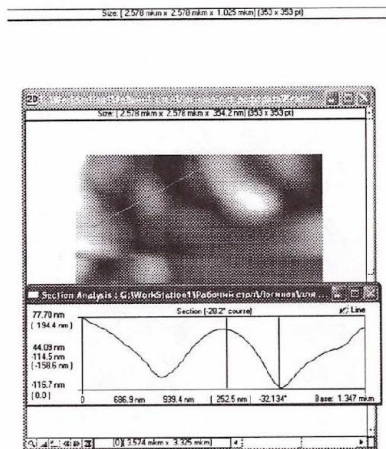 Size: [ 2.578 mkm x 2.578 mkm x 1.025 mkm] (353 x 353 pt)
2D
Size: [ 2.578 mkm x 2.578 mkm x 354.2 nm] (353 x 353 pt)
Section Analysis : G:\WorkStation1\Рабочий стол\
77.70 nm
( 194.4 nm )
Section (-28.2° course)
Line
44.09 nm
-114.5 nm
(-158.6 nm )
-116.7 nm
( 0.0 )
0 686.9 nm 939.4 nm [ 252.5 nm] -32.134° Base: 1.347 mkm
3.574 mkm x 3.325 mkm